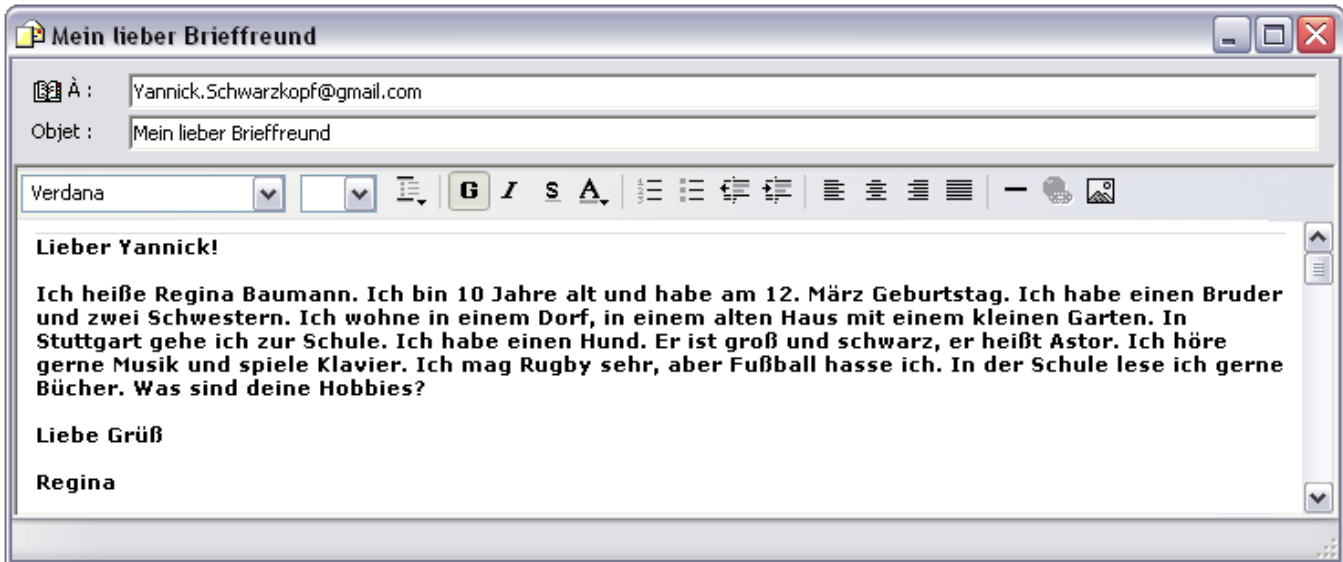 Mein lieber Brieffreund
À : Yannick.Schwarzkopf@gmail.com
Objet : Mein lieber Brieffreund
Verdana G I S A
Lieber Yannick!
Ich heiße Regina Baumann. Ich bin 10 Jahre alt und habe am 12. März Geburtstag. Ich habe einen Bruder
und zwei Schwestern. Ich wohne in einem Dorf, in einem alten Haus mit einem kleinen Garten. In
Stuttgart gehe ich zur Schule. Ich habe einen Hund. Er ist groß und schwarz, er heißt Astor. Ich höre
gerne Musik und spiele Klavier. Ich mag Rugby sehr, aber Fußball hasse ich. In der Schule lese ich gerne
Bücher. Was sind deine Hobbies?
Liebe Grüß
Regina